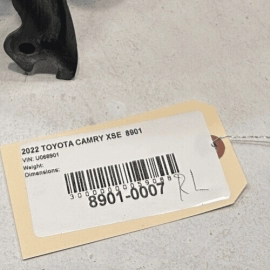 2022 TOYOTA CAMRY XSE 8901
VIN: U068901
Weight:
Dimensions:
8901-0007
RL